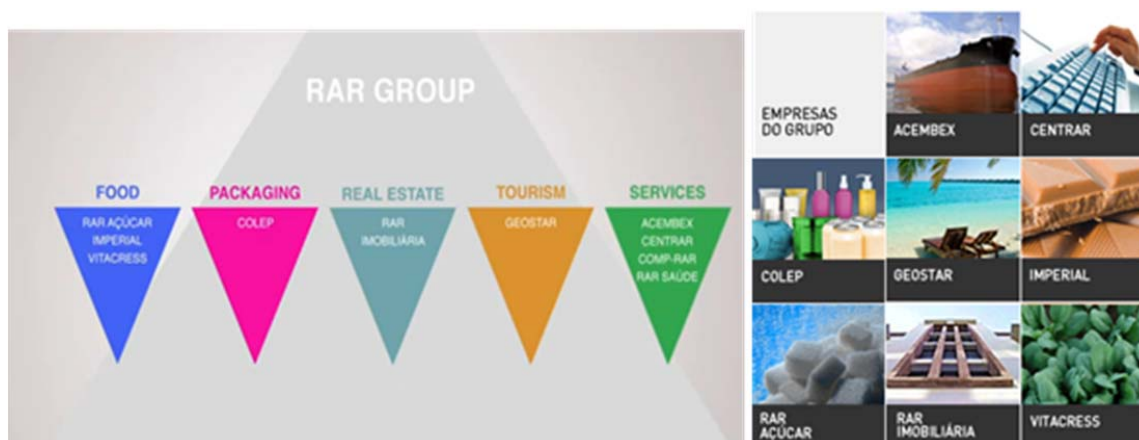 RAR GROUP
FOOD
RAR AÇÚCAR
IMPERIAL
VITACRESS
PACKAGING
COLEP
REAL ESTATE
RAR
IMOBILIÁRIA
TOURISM
GEOSTAR
SERVICES
ACEMBEX
CENTRAR
COMP-RAR
RAR SAÚDE
EMPRESAS
DO GRUPO
ACEMBEX
CENTRAR
COLEP
GEOSTAR
IMPERIAL
RAR
AÇÚCAR
RAR
IMOBILIÁRIA
VITACRESS